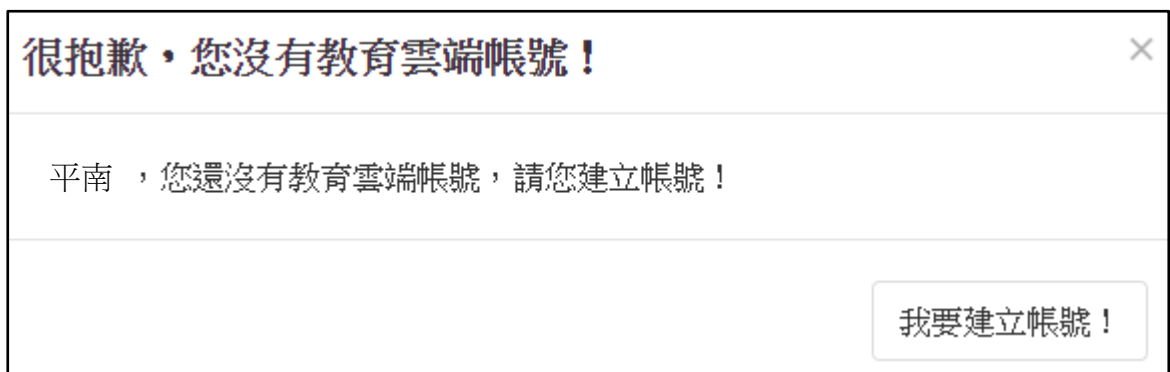 很抱歉，您沒有教育雲端帳號！
平南 ，您還沒有教育雲端帳號，請您建立帳號！
我要建立帳號！